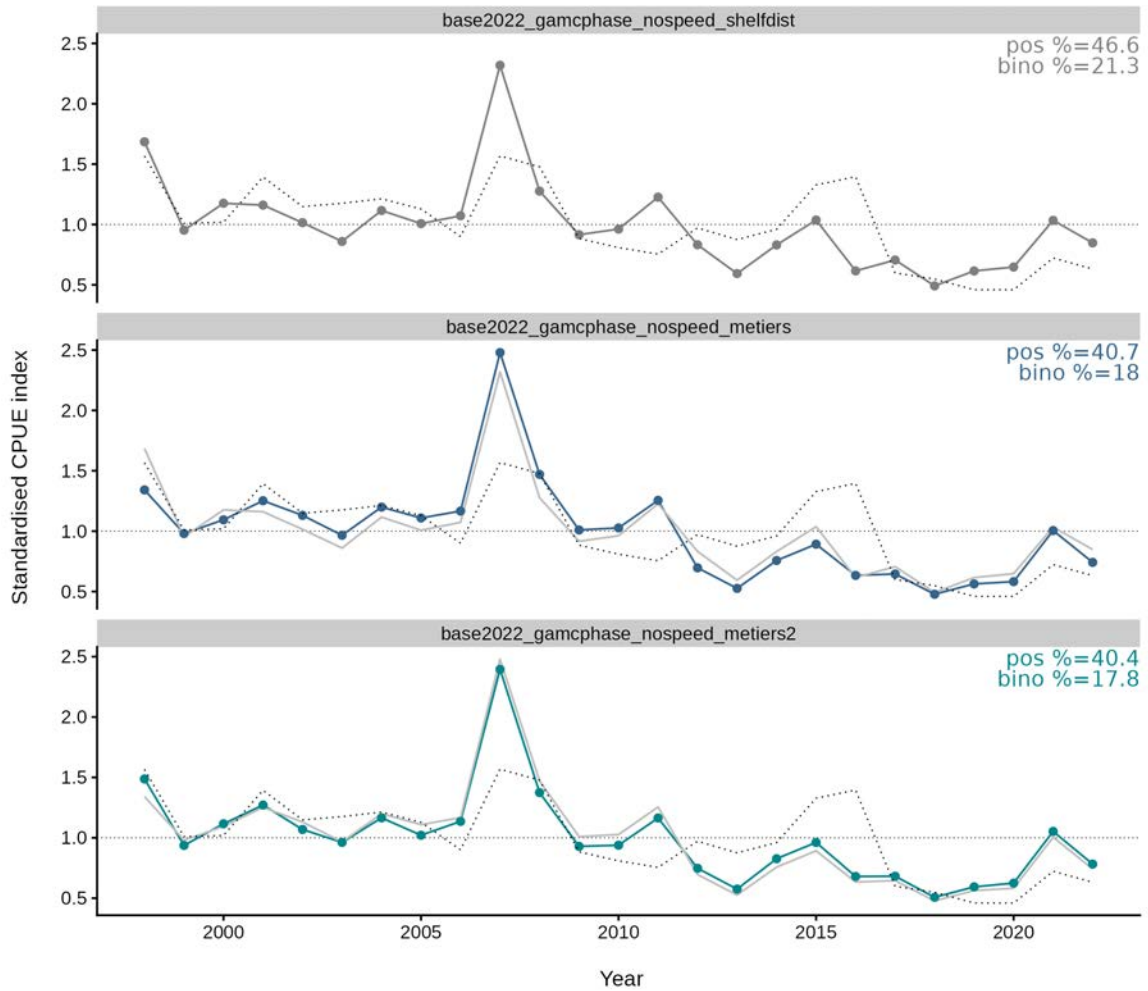 base2022_gamcphase_nospeed_shelfdist
pos %=46.6
bino %=21.3
2.5
2.0
1.5
1.0
0.5
base2022_gamcphase_nospeed_metiers
pos %=40.7
bino %=18
2.5
2.0
1.5
1.0
0.5
Standardised CPUE index
base2022_gamcphase_nospeed_metiers2
pos %=40.4
bino %=17.8
2.5
2.0
1.5
1.0
0.5
2000 2005 2010 2015 2020
Year